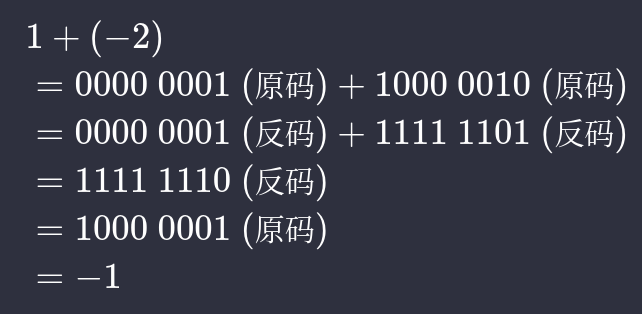 1 + (−2)
= 0000 0001 (原码) + 1000 0010 (原码)
= 0000 0001 (反码) + 1111 1101 (反码)
= 1111 1110 (反码)
= 1000 0001 (原码)
= −1